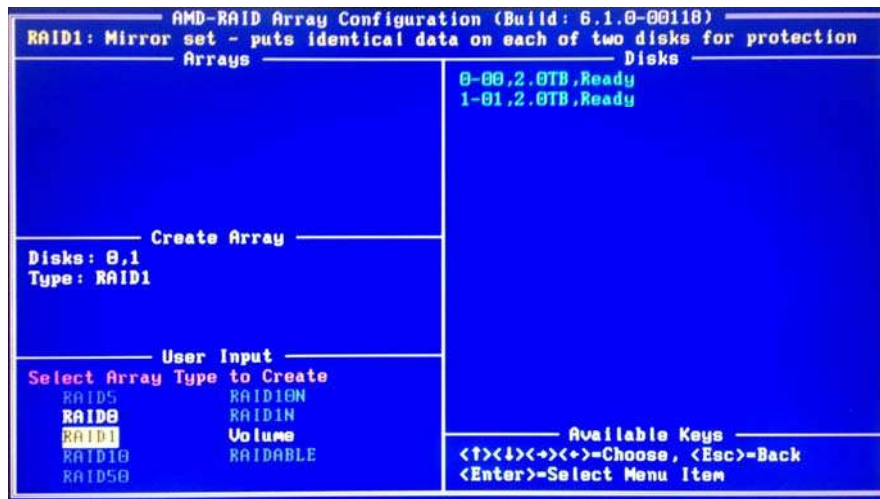 AMD-RAID Array Configuration (Build: 6.1.0-00118)
RAID1: Mirror set - puts identical data on each of two disks for protection
Arrays
Disks
0-00,2.0TB,Ready
1-01,2.0TB,Ready
Create Array
Disks: 0,1
Type: RAID1
User Input
Select Array Type to Create
RAID5 RAID10N
RAID0 RAID1N
RAID1 Volume
RAID10 RAIDABLE
RAID50
Available Keys
<↑><↓><→><←>=Choose, <Esc>=Back
<Enter>=Select Menu Item